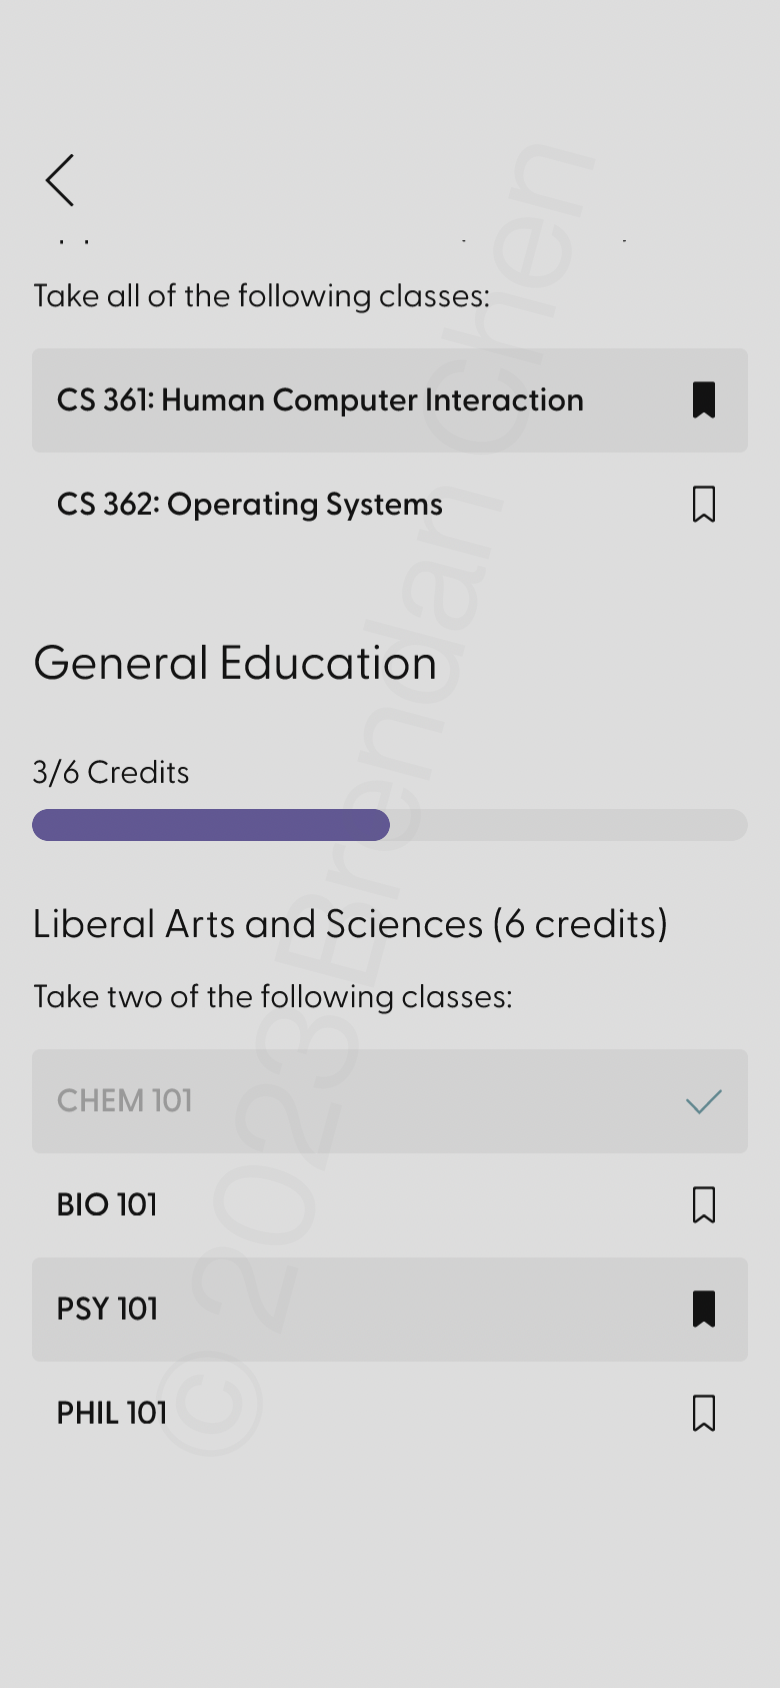 Take all of the following classes:
CS 361: Human Computer Interaction
CS 362: Operating Systems
General Education
3/6 Credits
Liberal Arts and Sciences (6 credits)
Take two of the following classes:
CHEM 101
BIO 101
PSY 101
PHIL 101
© 2023 Brendan Chen